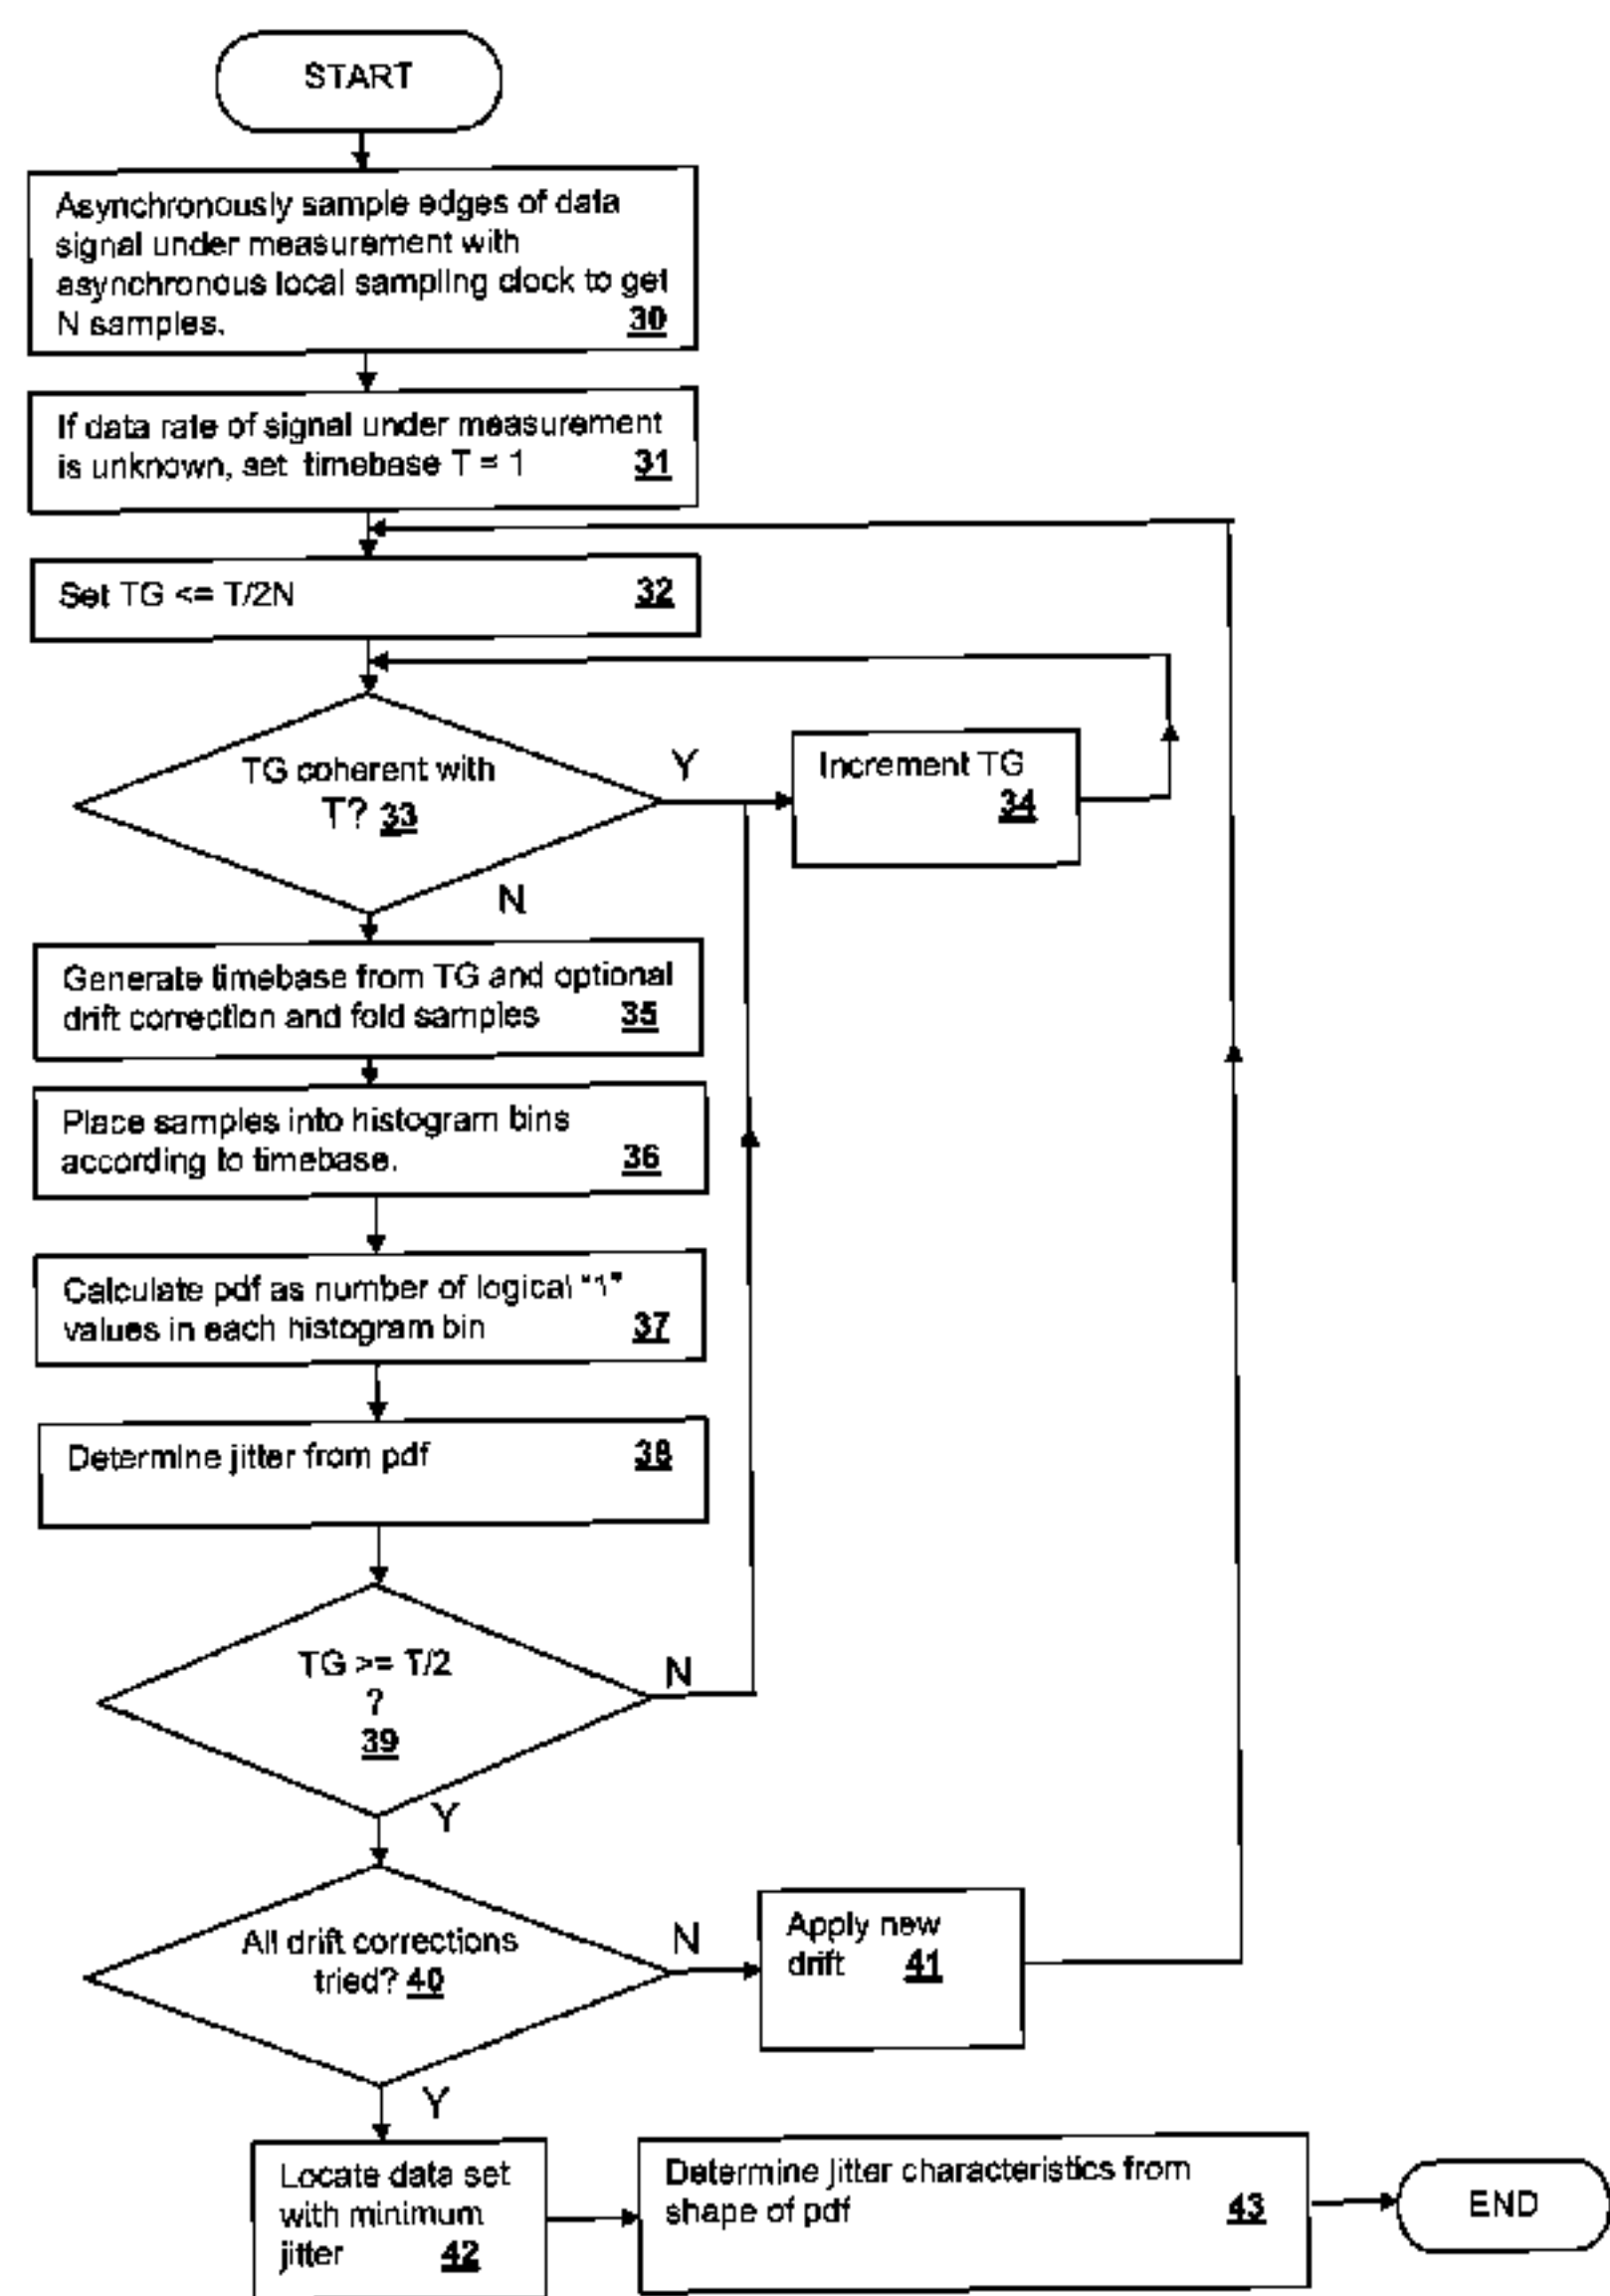 START
Asynchronously sample edges of data
signal under measurement with
asynchronous local sampling clock to get
N samples. 30
If data rate of signal under measurement
is unknown, set timebase T = 1 31
Set TG <= T/2N 32
TG coherent with
T? 33
Y
N
Increment TG
34
Generate timebase from TG and optional
drift correction and fold samples 35
Place samples into histogram bins
according to timebase. 36
Calculate pdf as number of logical "1"
values in each histogram bin 37
Determine jitter from pdf 38
TG >= T/2
?
39
N
Y
All drift corrections
tried? 40
N
Y
Apply new
drift 41
Locate data set
with minimum
jitter 42
Determine jitter characteristics from
shape of pdf 43
END